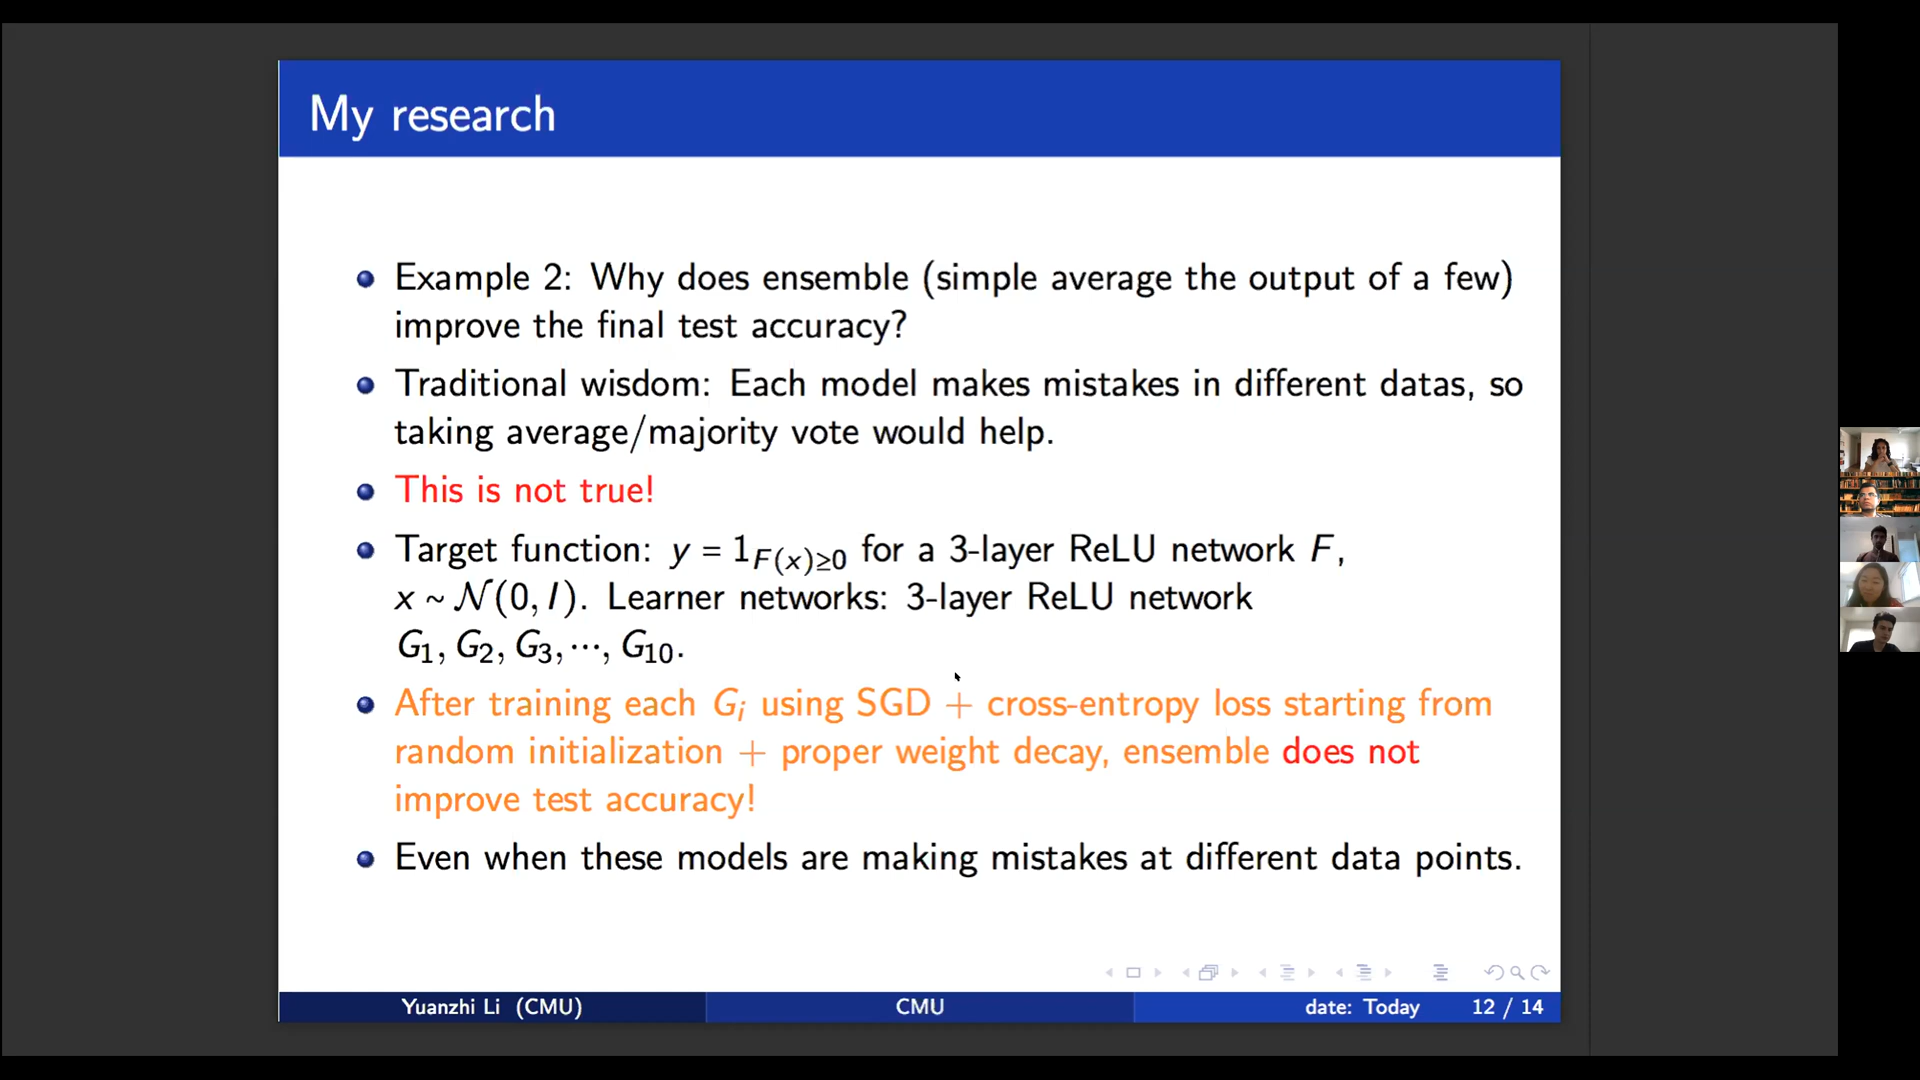 My research
Example 2: Why does ensemble (simple average the output of a few)
improve the final test accuracy?
Traditional wisdom: Each model makes mistakes in different datas, so
taking average/majority vote would help.
This is not true!
Target function: y = 1_{F(x)≥0} for a 3-layer ReLU network F,
x ~ 𝒩(0, I). Learner networks: 3-layer ReLU network
G₁, G₂, G₃, ···, G₁₀.
After training each Gᵢ using SGD + cross-entropy loss starting from
random initialization + proper weight decay, ensemble does not
improve test accuracy!
Even when these models are making mistakes at different data points.
Yuanzhi Li (CMU) CMU date: Today 12 / 14